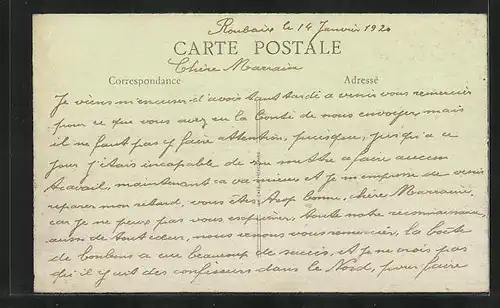 Roubaix le 14 Janvier 1920
CARTE POSTALE
Chère Marraine
Correspondance Adresse
Je viens m'excuser d'avoir tant tardé a venir vous remercier
pour ce que vous avez eu la Bonté de nous envoyer mais
il ne faut pas y faire attention, puisque, jusqu'a ce
jour j'étais incapable de me mettre a faire aucun
travail, maintenant ca va mieux et Je m'empresse de venir
reparer mon retard, vous êtes trop bonne, chère Marraine,
car je ne peux pas vous exprimer toute notre reconnaissance
aussi de tout cœur, nous venons vous remercier, la boîte
de bonbons a eu beaucoup de succès, et Je ne crois pas
qu'il y ait des confiseurs dans le Nord, pour faire